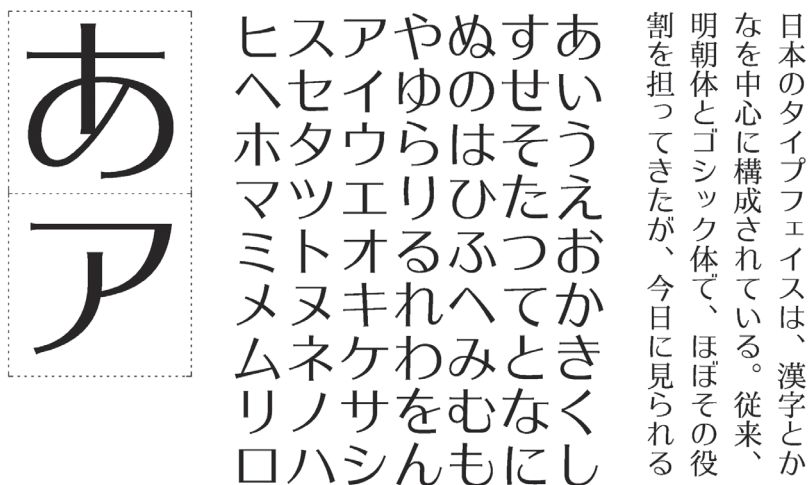 日本のタイプフェイスは、漢字とか
なを中心に構成されている。従来、
明朝体とゴシック体で、ほぼその役
割を担ってきたが、今日に見られる
あいうえおかきくし
すせそたつてとなに
ぬのはひふへみむも
やゆらりるれわをん
アイウエオキケサシ
スセタツトヌネノハ
ヒヘホマミメムリロ
あア